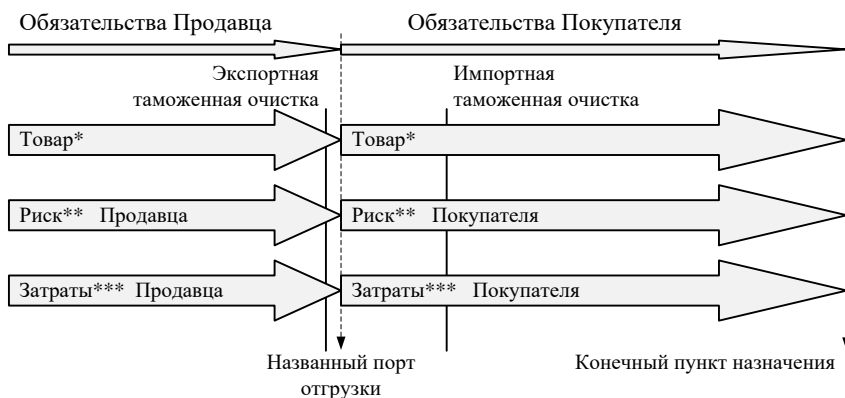 Обязательства Продавца
Обязательства Покупателя
Экспортная
таможенная очистка
Импортная
таможенная очистка
Товар*
Товар*
Риск** Продавца
Риск** Покупателя
Затраты*** Продавца
Затраты*** Покупателя
Названный порт
отгрузки
Конечный пункт назначения